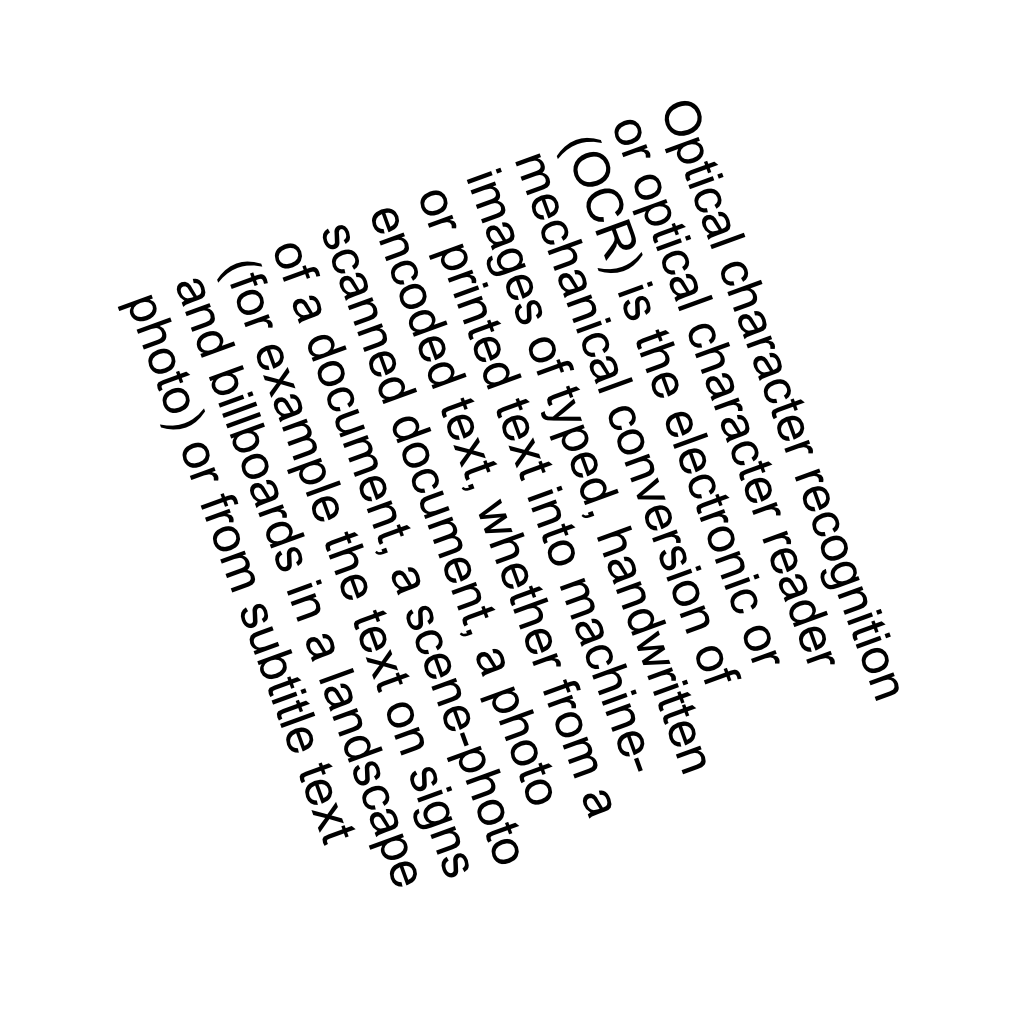 Optical character recognition
or optical character reader
(OCR) is the electronic or
mechanical conversion of
images of typed, handwritten
or printed text into machine-
encoded text, whether from a
scanned document, a photo
of a document, a scene-photo
(for example the text on signs
and billboards in a landscape
photo) or from subtitle text